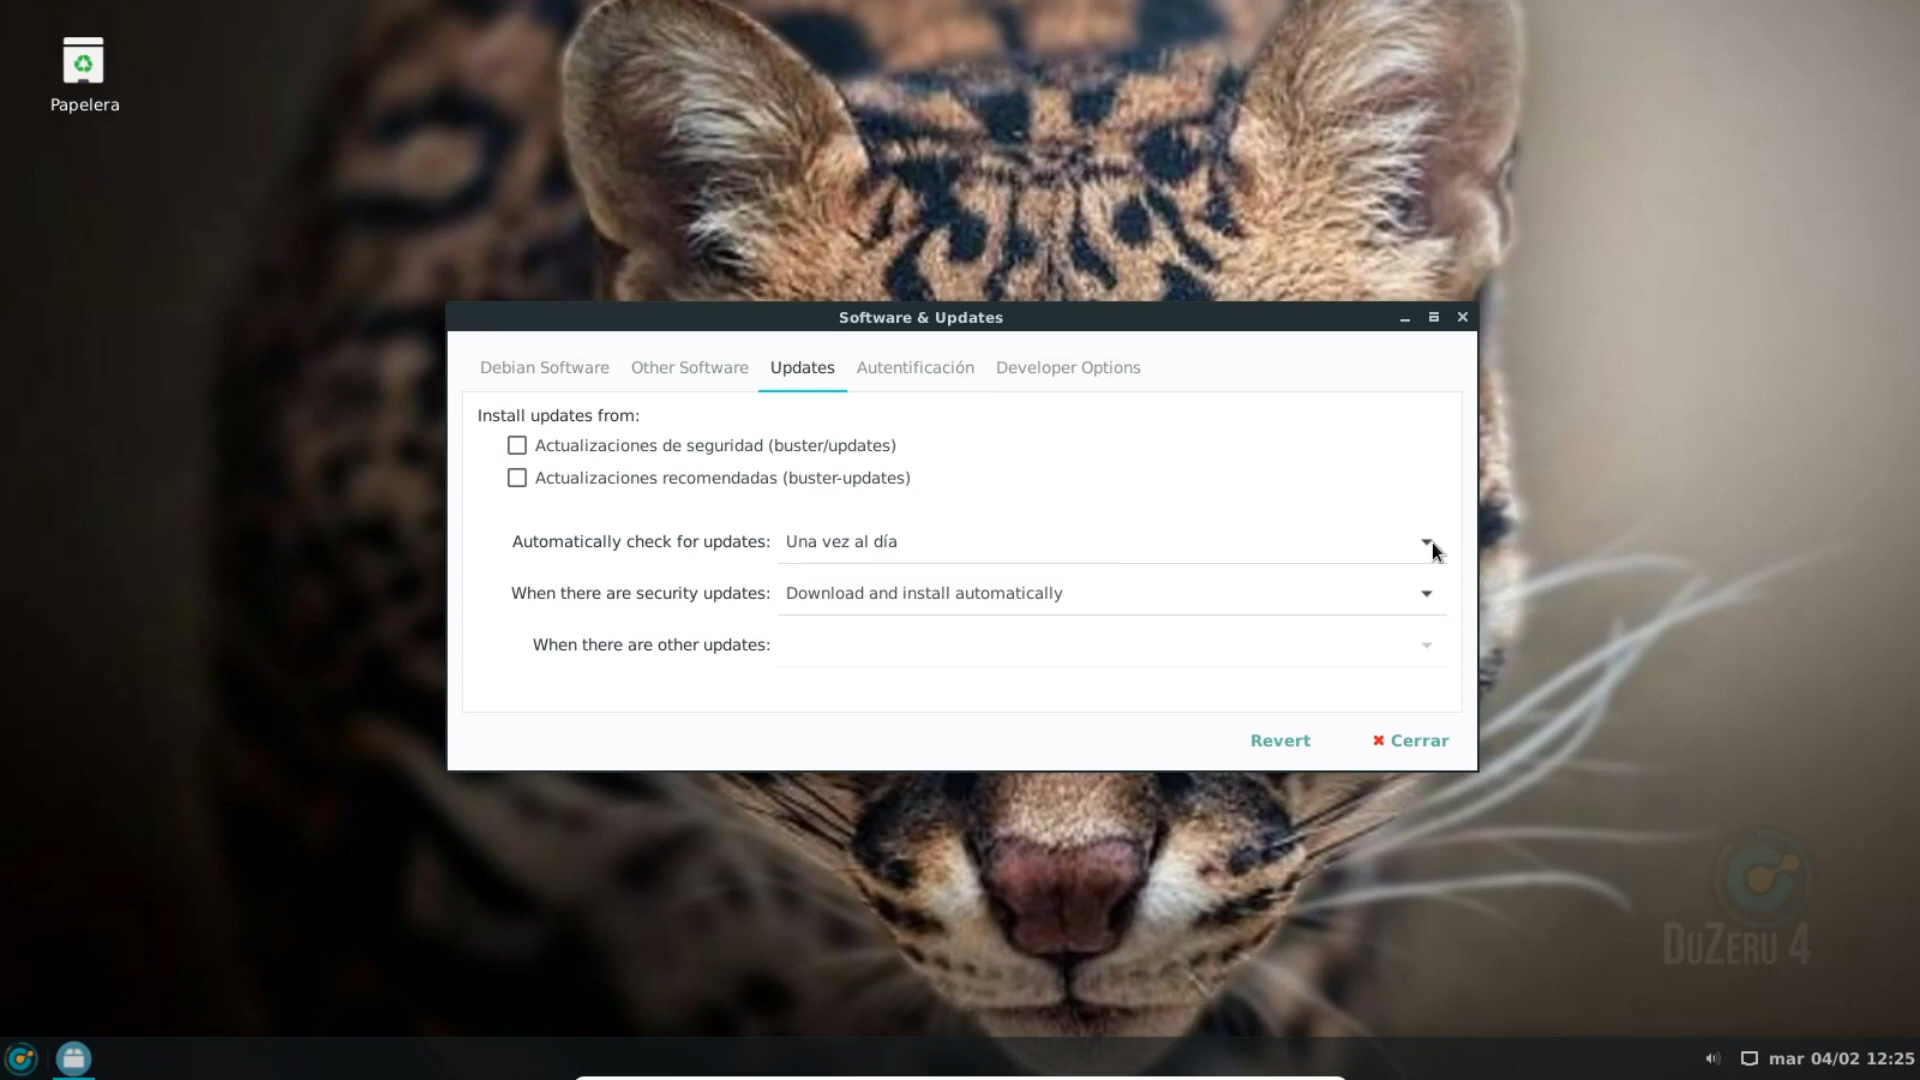 Papelera
Software & Updates
Debian Software
Other Software
Updates
Autentificación
Developer Options
Install updates from:
Actualizaciones de seguridad (buster/updates)
Actualizaciones recomendadas (buster-updates)
Automatically check for updates: Una vez al día
When there are security updates: Download and install automatically
When there are other updates:
Revert
Cerrar
DuZeru 4
mar 04/02 12:25